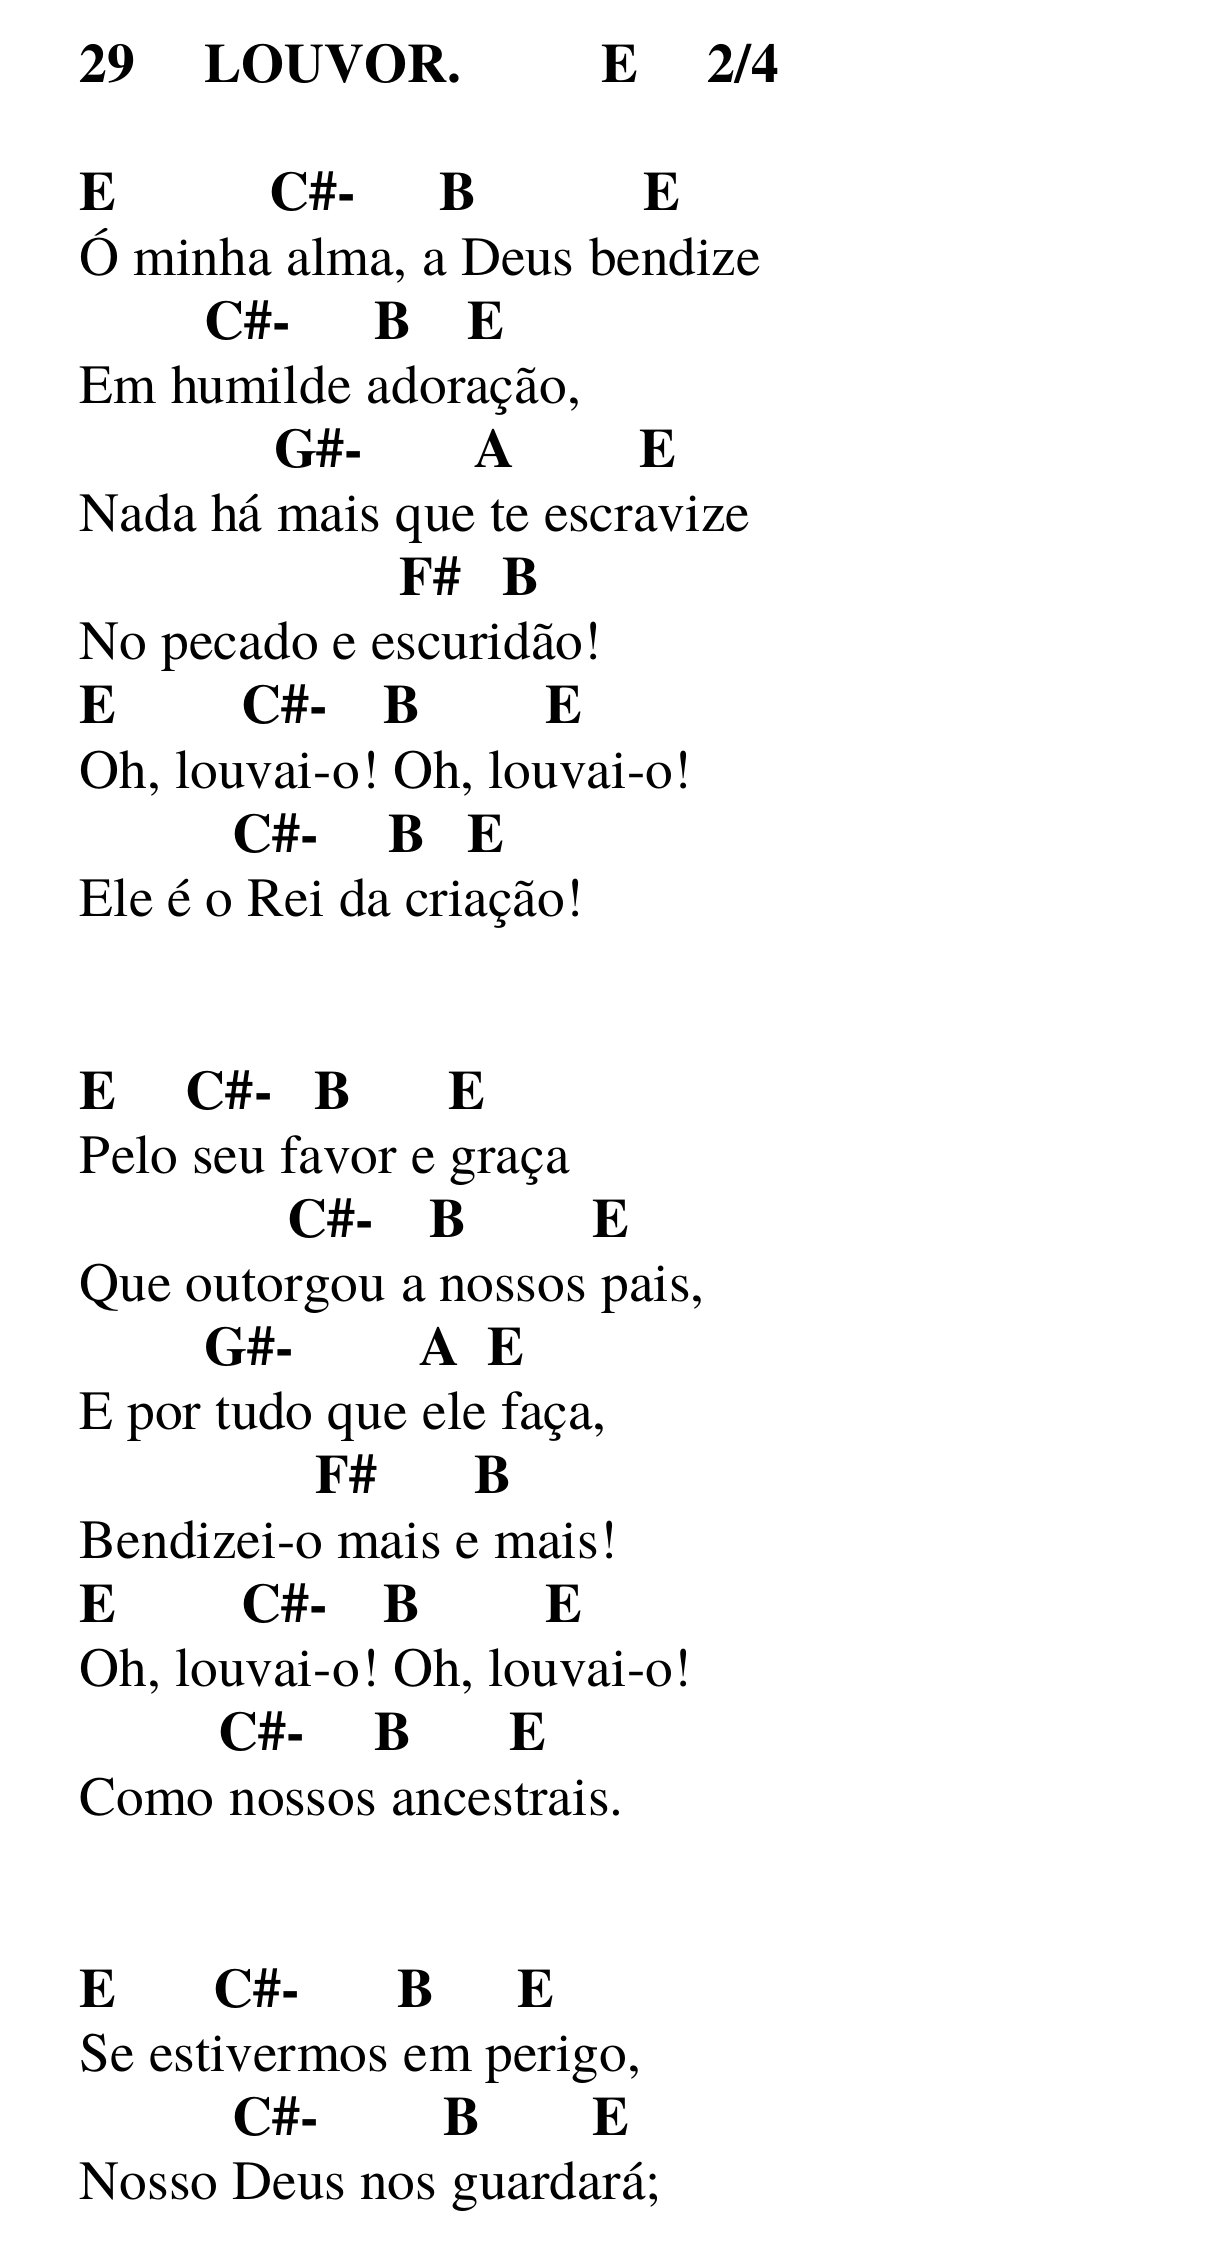 29 LOUVOR. E 2/4
E C#- B E
Ó minha alma, a Deus bendize
C#- B E
Em humilde adoração,
G#- A E
Nada há mais que te escravize
F# B
No pecado e escuridão!
E C#- B E
Oh, louvai-o! Oh, louvai-o!
C#- B E
Ele é o Rei da criação!
E C#- B E
Pelo seu favor e graça
C#- B E
Que outorgou a nossos pais,
G#- A E
E por tudo que ele faça,
F# B
Bendizei-o mais e mais!
E C#- B E
Oh, louvai-o! Oh, louvai-o!
C#- B E
Como nossos ancestrais.
E C#- B E
Se estivermos em perigo,
C#- B E
Nosso Deus nos guardará;